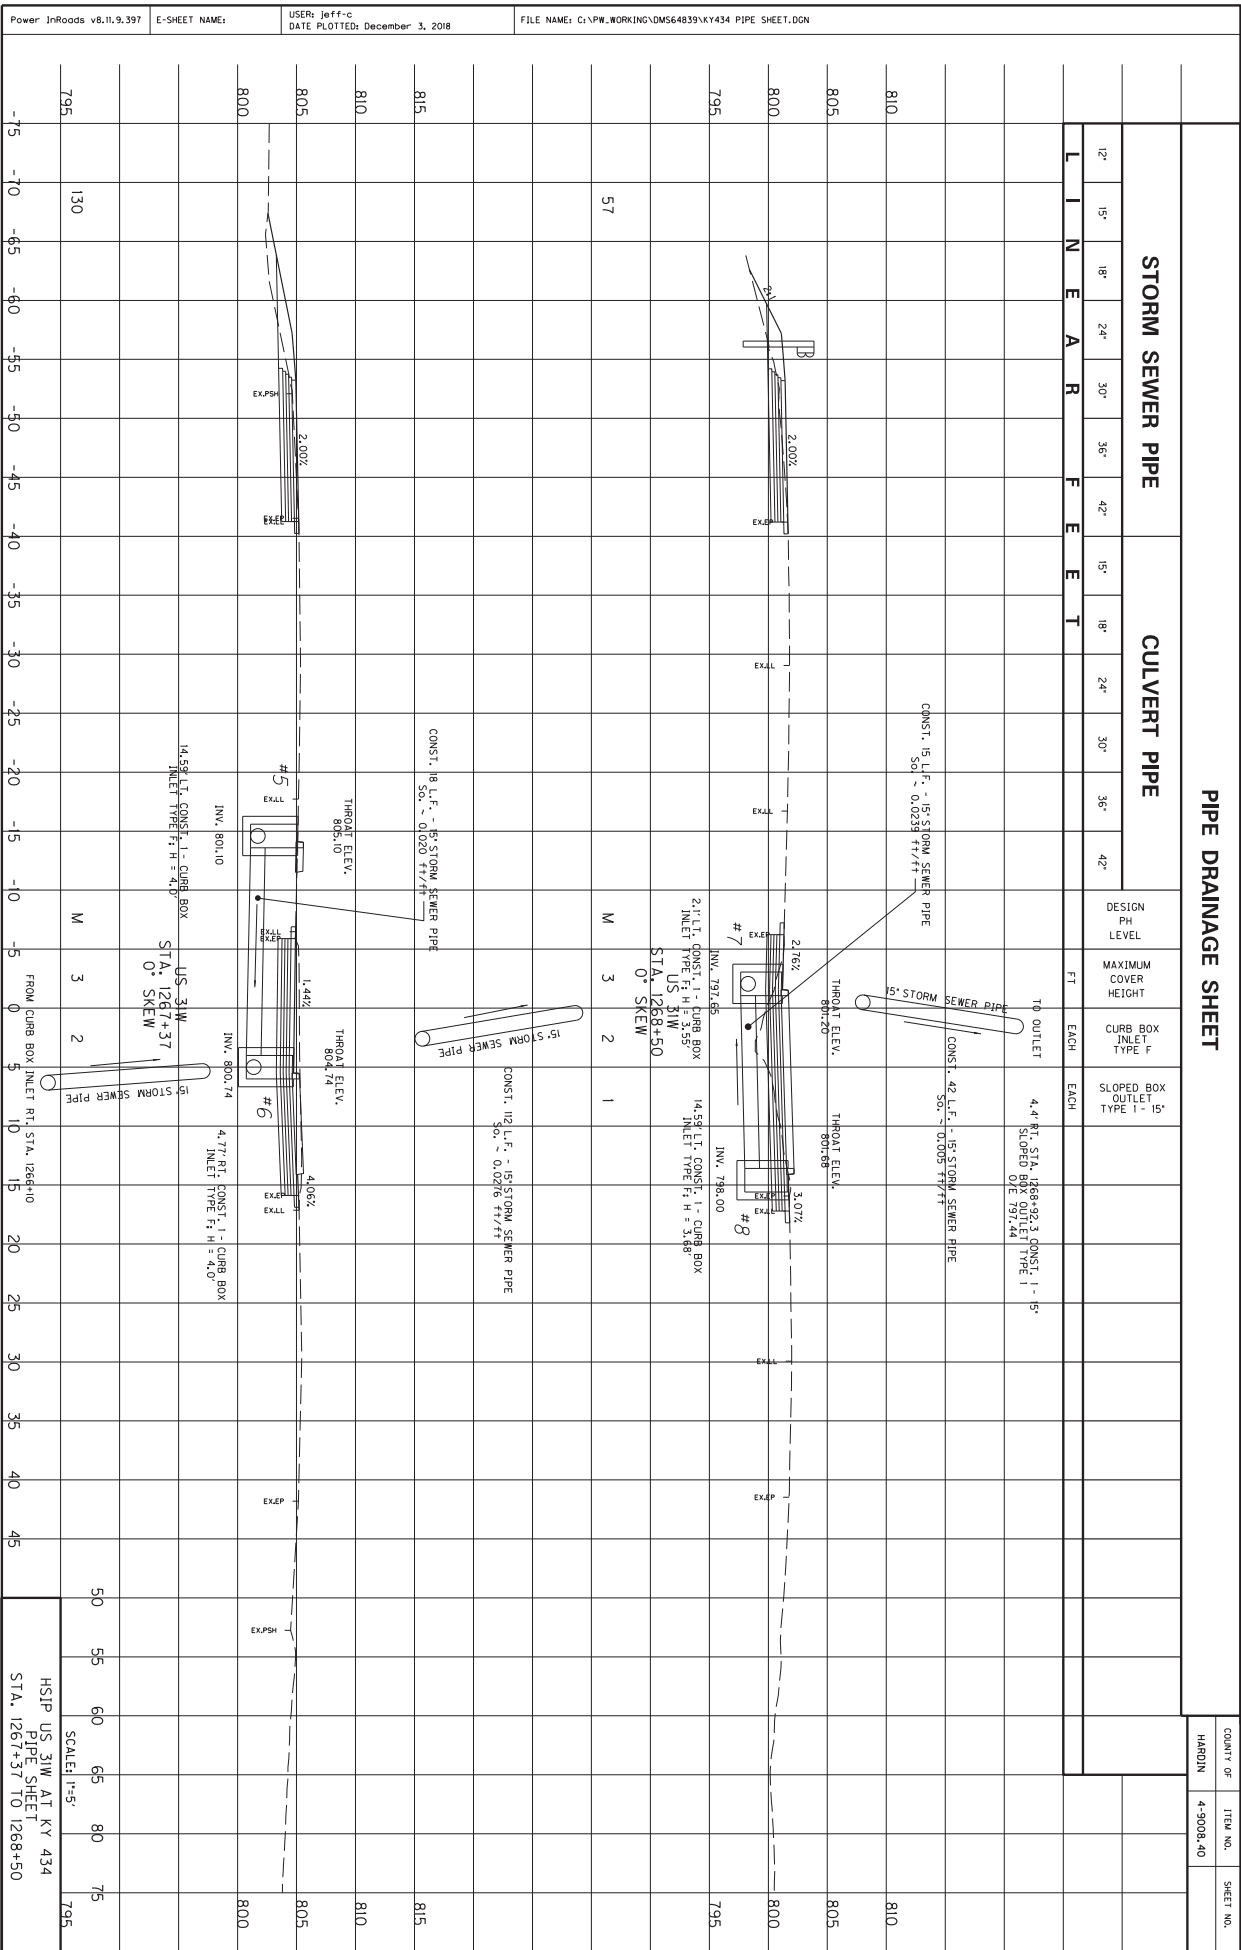 PIPE DRAINAGE SHEET
COUNTY OF
ITEM NO.
SHEET NO.
HARDIN
4-9008.40
STORM SEWER PIPE
CULVERT PIPE
12"
15"
18"
24"
30"
36"
42"
15"
18"
24"
30"
36"
42"
DESIGN
PH
LEVEL
MAXIMUM
COVER
HEIGHT
CURB BOX
INLET
TYPE F
SLOPED BOX
OUTLET
TYPE 1 - 15"
L I N E A R F E E T
FT
EACH
EACH
810
805
800
795
810
805
800
795
TO OUTLET
4.4' RT. STA. 1268+92.3 CONST. 1 - 15"
SLOPED BOX OUTLET TYPE 1
O/E 797.44
15" STORM SEWER PIPE
CONST. 42 L.F. - 15" STORM SEWER PIPE
So. ~ 0.005 ft/ft
CONST. 15 L.F. - 15" STORM SEWER PIPE
So. ~ 0.0239 ft/ft
THROAT ELEV.
801.20
THROAT ELEV.
801.68
2:1
2.00%
2.76%
3.07%
EX.EP
EX.LL
EX.LL
EX.EP
EX.EP
EX.LL
EX.LL
EX.EP
#7
#8
INV. 797.65
INV. 798.00
2.1' LT. CONST. 1 - CURB BOX
INLET TYPE F; H = 3.55'
14.59' LT. CONST. 1 - CURB BOX
INLET TYPE F; H = 3.68'
US 31W
STA. 1268+50
0° SKEW
57
M
3
2
1
15" STORM SEWER PIPE
CONST. 112 L.F. - 15" STORM SEWER PIPE
So. ~ 0.0276 ft/ft
CONST. 18 L.F. - 15" STORM SEWER PIPE
So. ~ 0.020 ft/ft
815
810
805
800
795
815
810
805
800
795
THROAT ELEV.
805.10
THROAT ELEV.
804.74
2.00%
1.44%
4.06%
EX.PSH
EX.EP
EX.LL
EX.LL
EX.LL
EX.EP
EX.EP
EX.LL
EX.EP
EX.PSH
#5
#6
INV. 801.10
INV. 800.74
14.59' LT. CONST. 1 - CURB BOX
INLET TYPE F; H = 4.0'
4.77' RT. CONST. 1 - CURB BOX
INLET TYPE F; H = 4.0'
US 31W
STA. 1267+37
0° SKEW
130
M
3
2
15" STORM SEWER PIPE
FROM CURB BOX INLET RT. STA. 1266+10
-75 -70 -65 -60 -55 -50 -45 -40 -35 -30 -25 -20 -15 -10 -5 0 5 10 15 20 25 30 35 40 45 50 55 60 65 80 75
SCALE: 1"=5'
HSIP US 31W AT KY 434
PIPE SHEET
STA. 1267+37 TO 1268+50
FILE NAME: C:\PW_WORKING\DMS64839\KY434 PIPE SHEET.DGN
USER: jeff-c
DATE PLOTTED: December 3, 2018
E-SHEET NAME:
Power InRoads v8.11.9.397